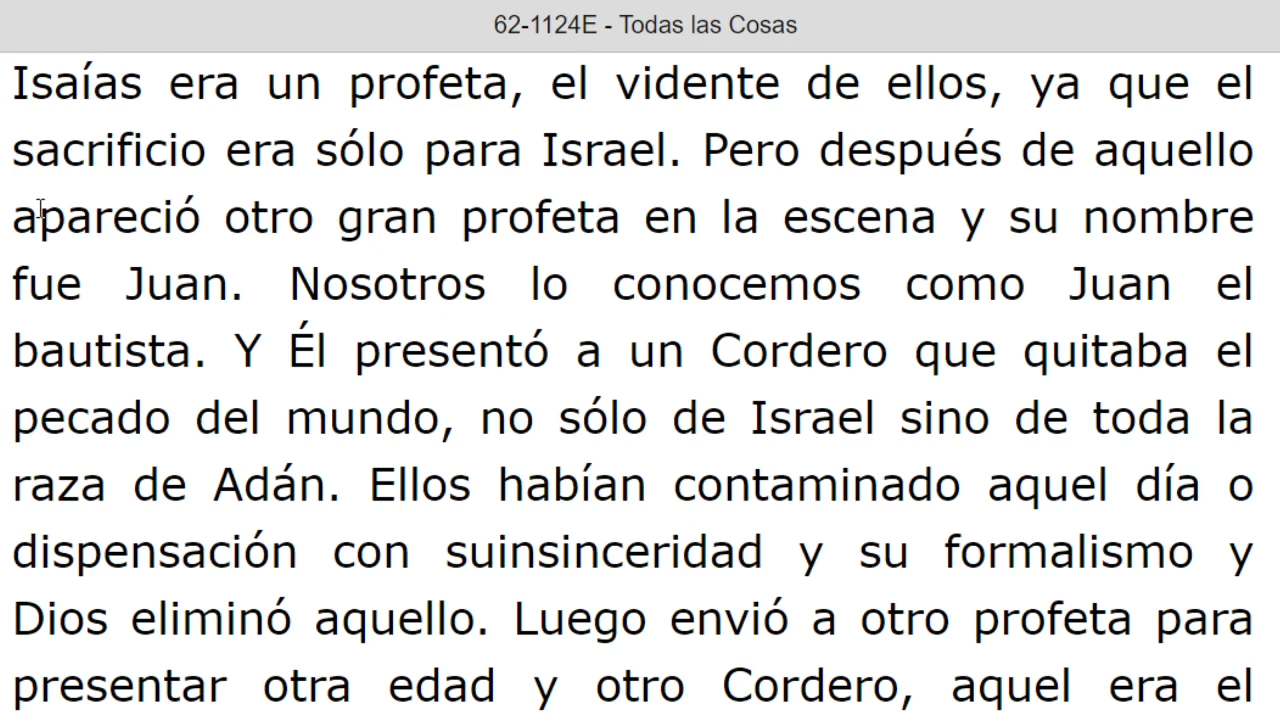 62-1124E - Todas las Cosas
Isaías era un profeta, el vidente de ellos, ya que el
sacrificio era sólo para Israel. Pero después de aquello
apareció otro gran profeta en la escena y su nombre
fue Juan. Nosotros lo conocemos como Juan el
bautista. Y Él presentó a un Cordero que quitaba el
pecado del mundo, no sólo de Israel sino de toda la
raza de Adán. Ellos habían contaminado aquel día o
dispensación con suinsinceridad y su formalismo y
Dios eliminó aquello. Luego envió a otro profeta para
presentar otra edad y otro Cordero, aquel era el